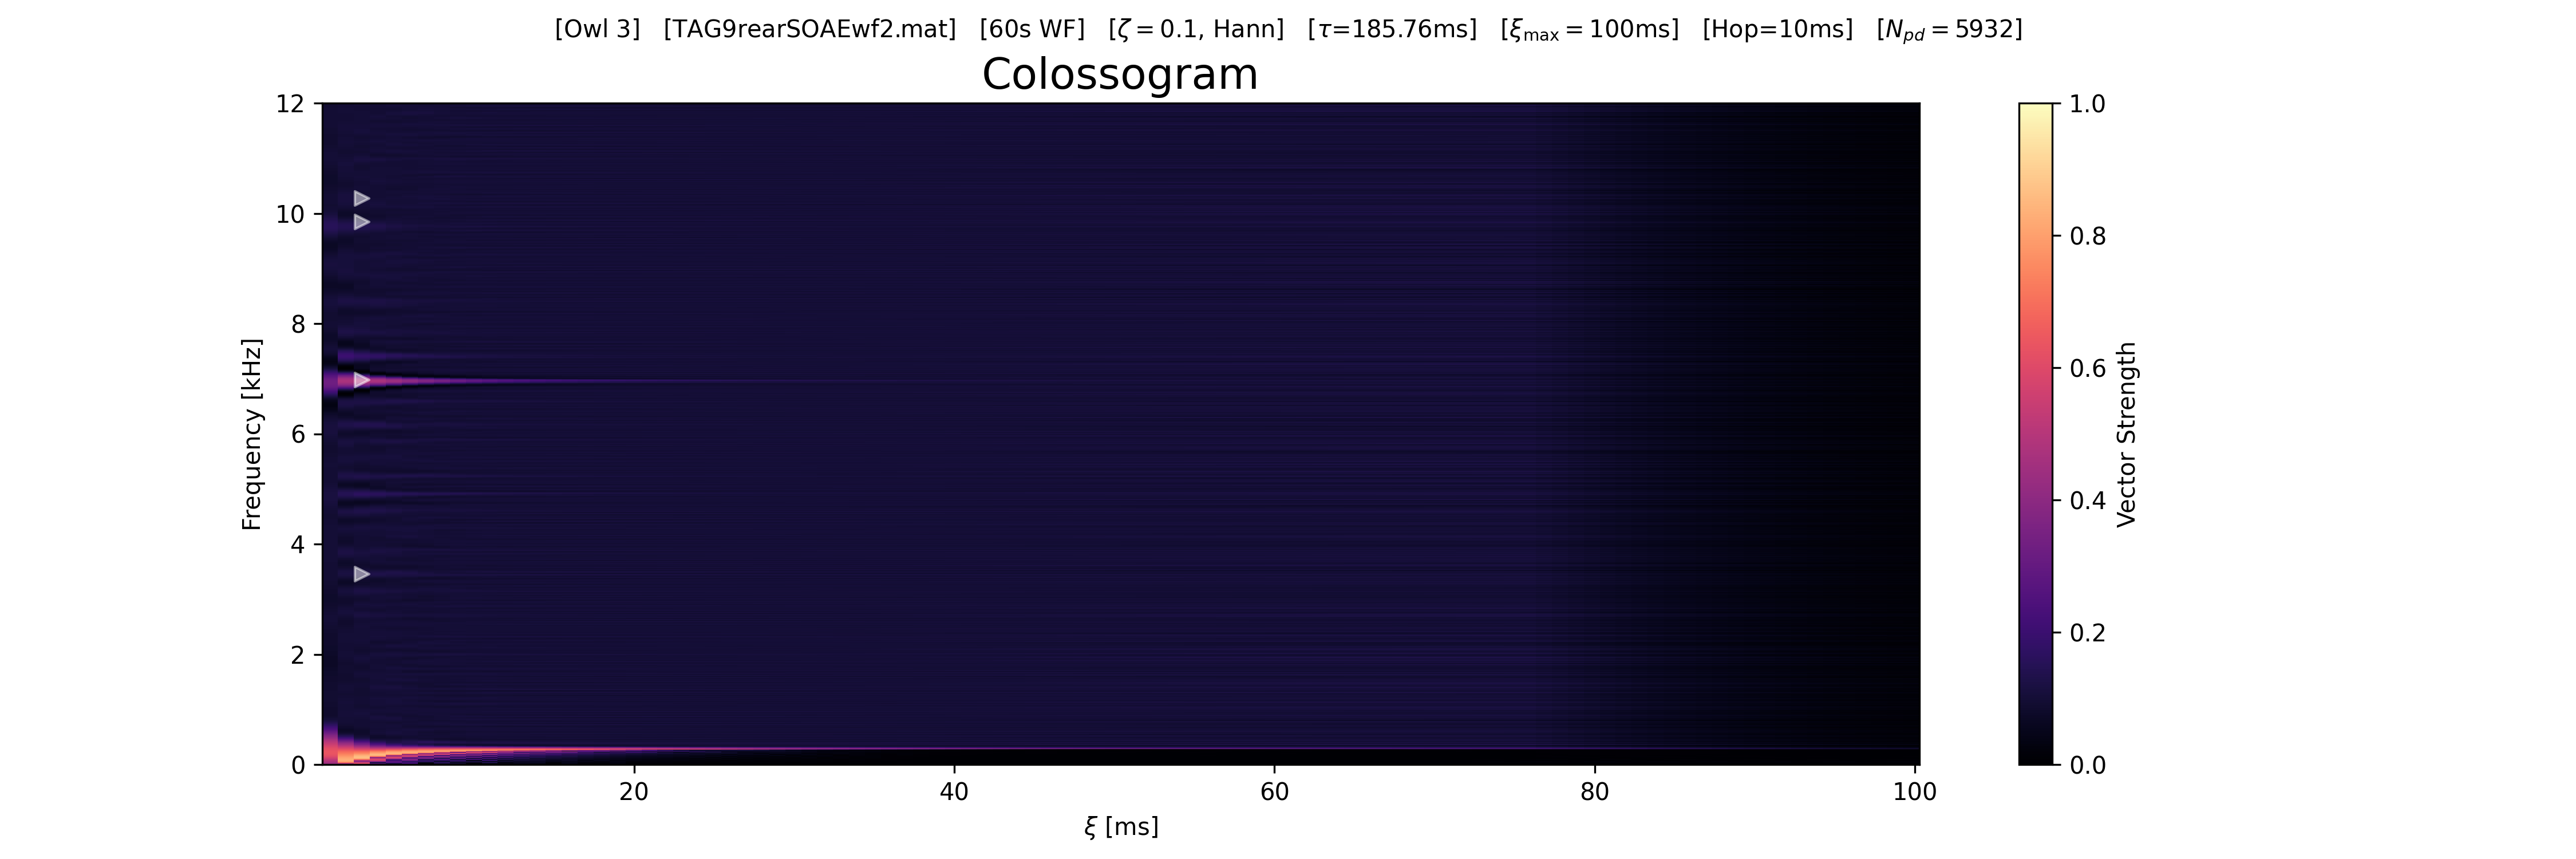 [Owl 3] [TAG9rearSOAEwf2.mat] [60s WF] [ζ = 0.1, Hann] [τ=185.76ms] [ξmax = 100ms] [Hop=10ms] [Npd = 5932]
Colossogram
12
10
8
6
4
2
0
Frequency [kHz]
20 40 60 80 100
ξ [ms]
1.0
0.8
0.6
0.4
0.2
0.0
Vector Strength